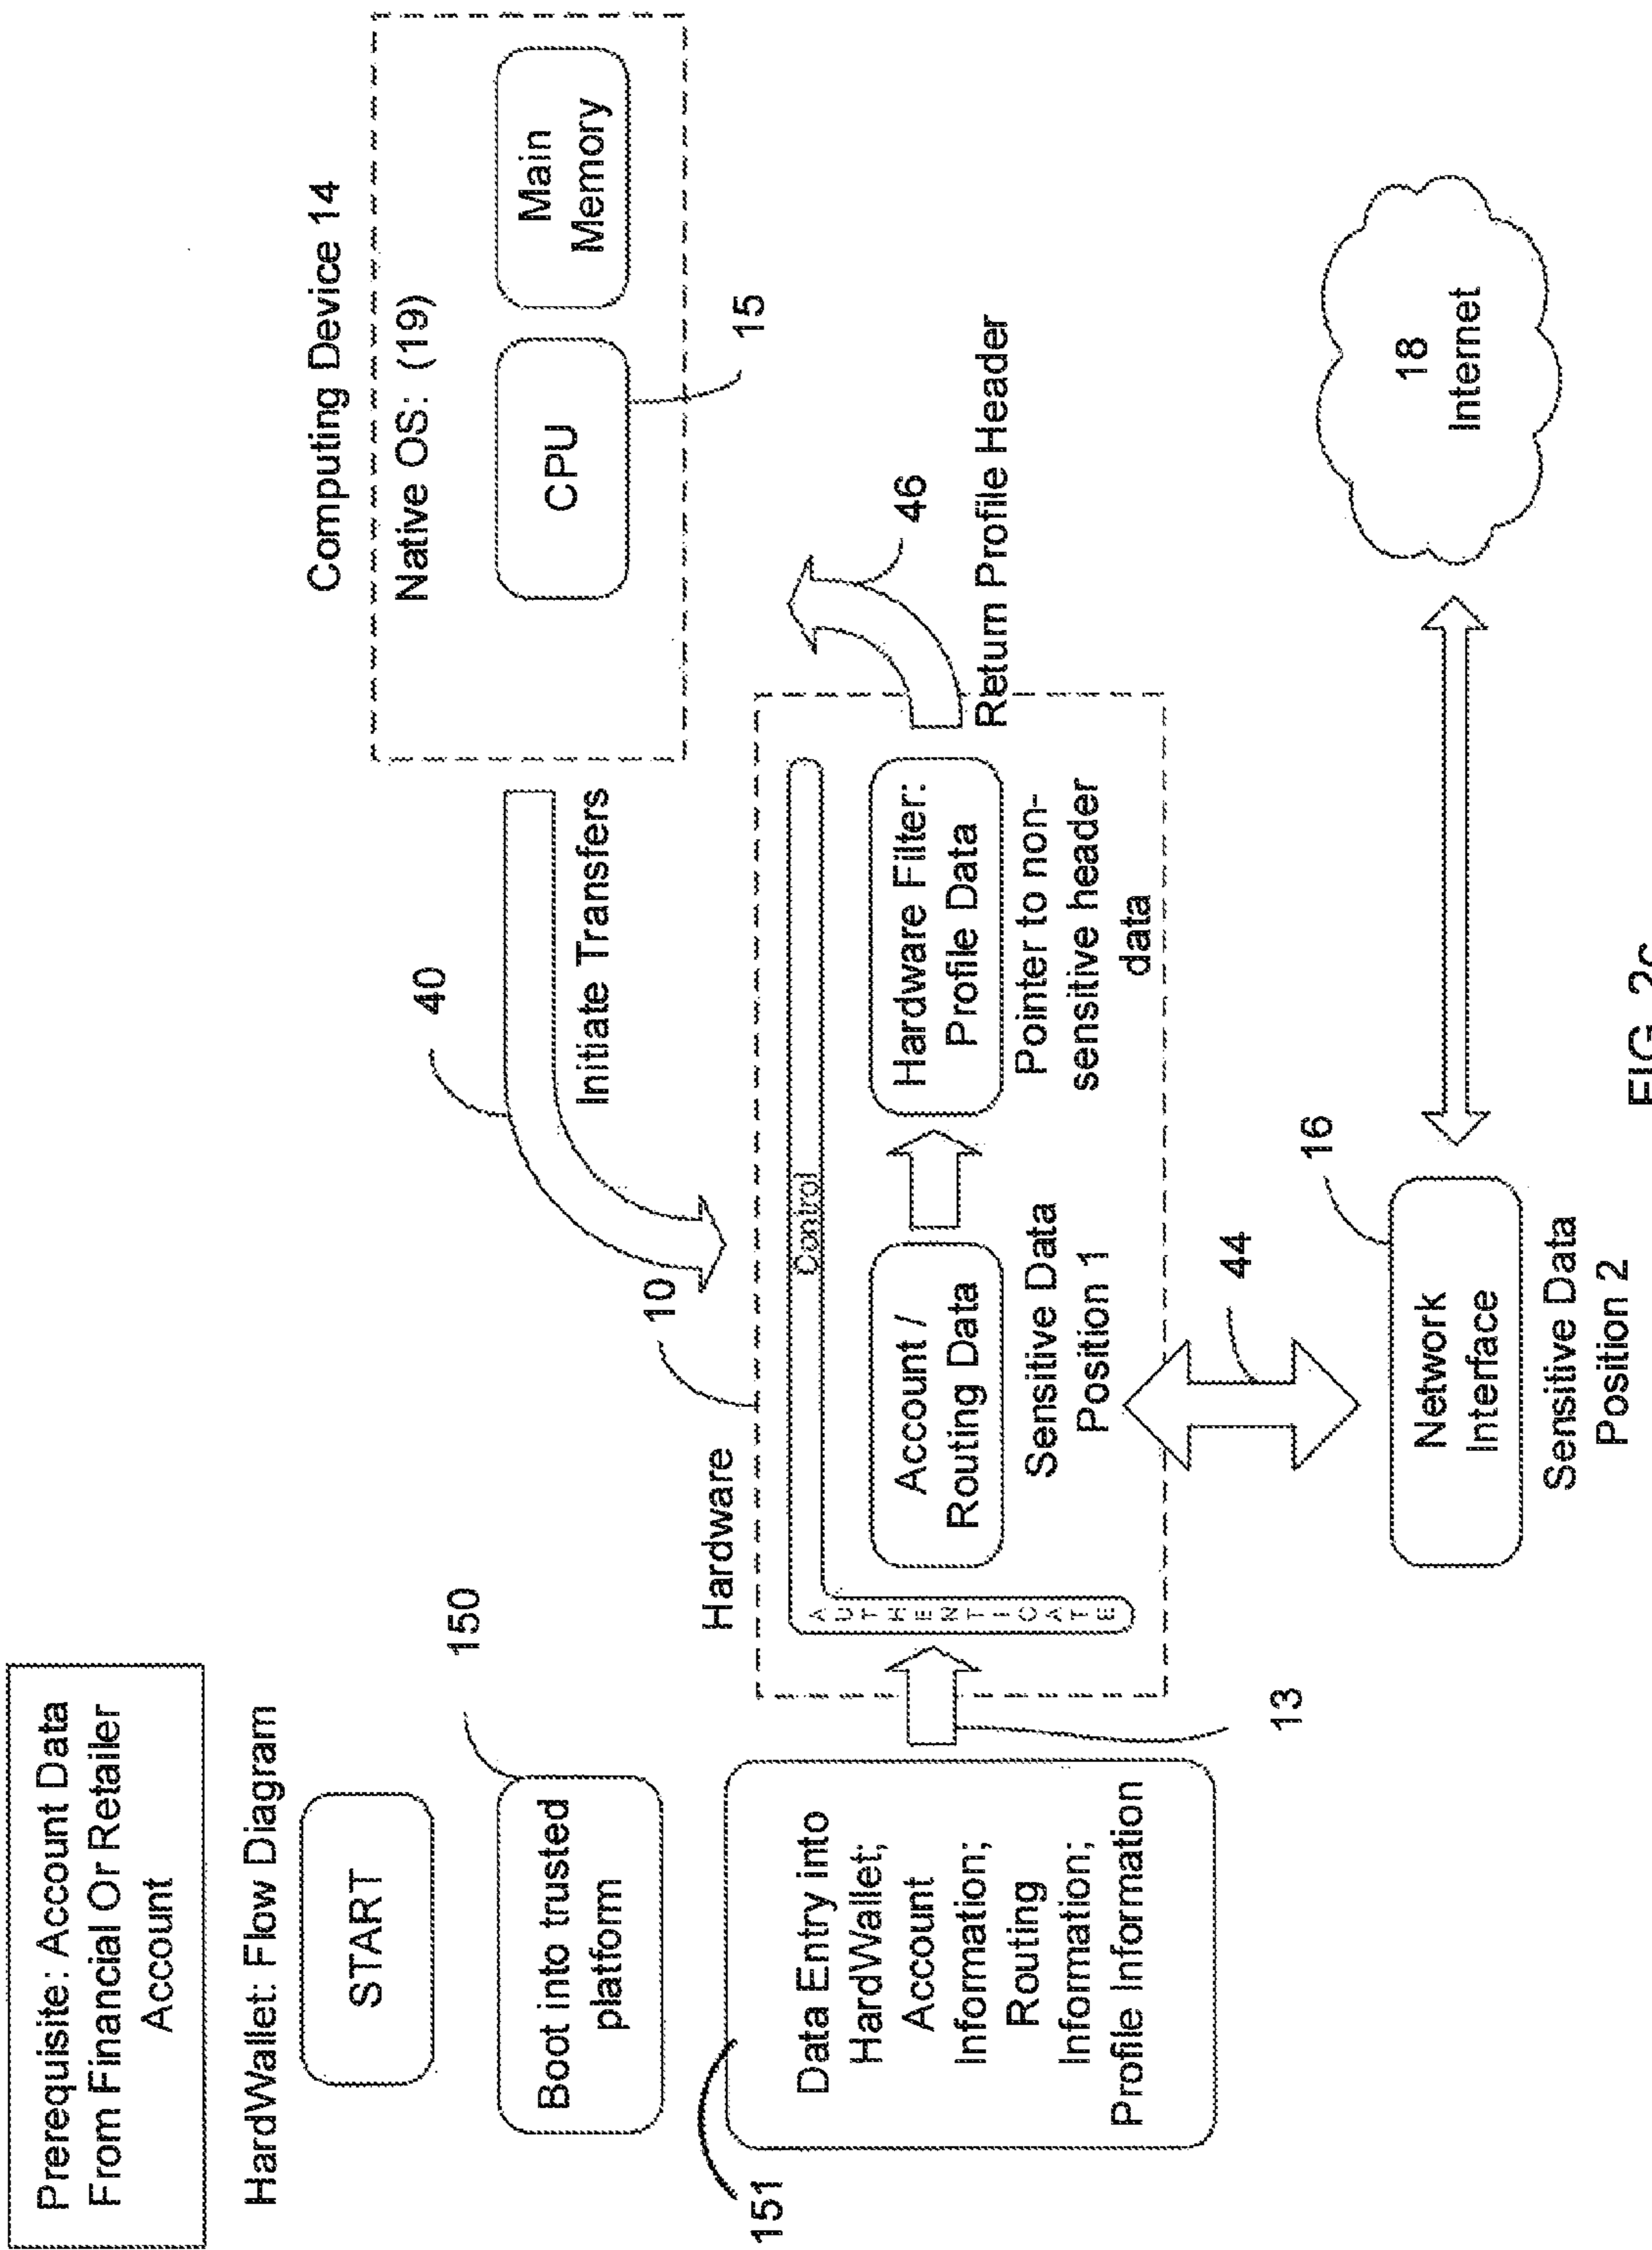 Prerequisite: Account Data
From Financial Or Retailer
Account
HardWallet: Flow Diagram
START
150
Boot into trusted
platform
151
Data Entry into
HardWallet;
Account
Information;
Routing
Information;
Profile Information
13
Hardware
10
AUTHENTICATE
Control
Account /
Routing Data
Sensitive Data
Position 1
Hardware Filter:
Profile Data
Pointer to non-
sensitive header
data
40
Initiate Transfers
Computing Device 14
Native OS: (19)
CPU
Main
Memory
15
46
Return Profile Header
44
16
Network
Interface
Sensitive Data
Position 2
18
Internet
FIG. 2c